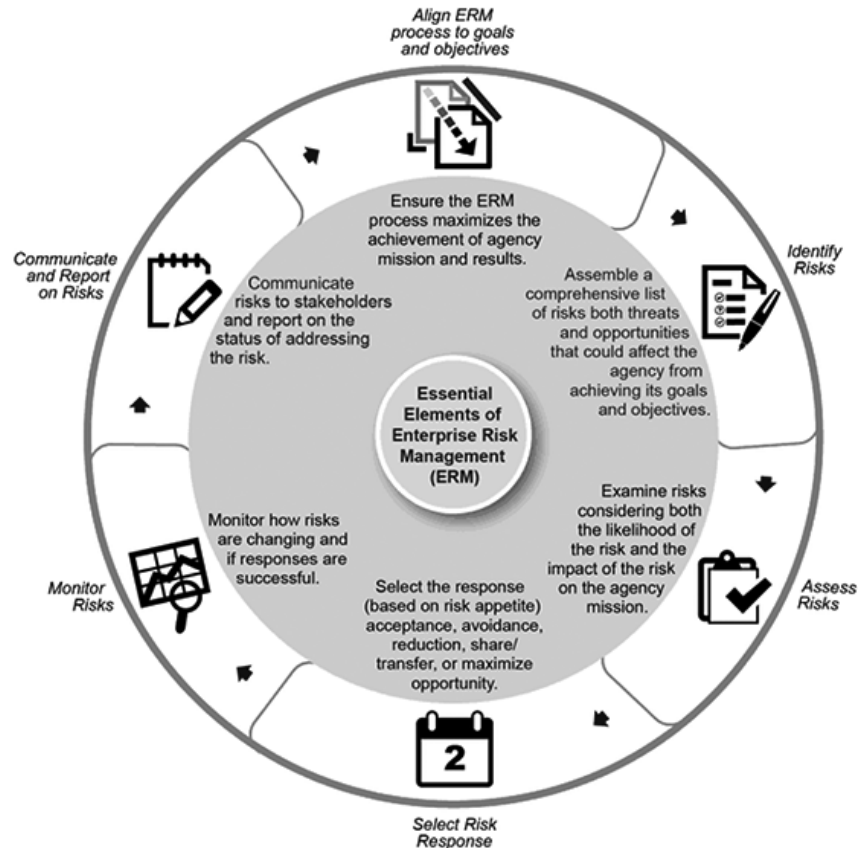 Align ERM
process to goals
and objectives
Ensure the ERM
process maximizes the
achievement of agency
mission and results.
Identify
Risks
Assemble a
comprehensive list
of risks both threats
and opportunities
that could affect the
agency from
achieving its goals
and objectives.
Assess
Risks
Examine risks
considering both
the likelihood of
the risk and the
impact of the risk
on the agency
mission.
Select the response
(based on risk appetite)
acceptance, avoidance,
reduction, share/
transfer, or maximize
opportunity.
2
Select Risk
Response
Monitor
Risks
Monitor how risks
are changing and
if responses are
successful.
Communicate
and Report
on Risks
Communicate
risks to stakeholders
and report on the
status of addressing
the risk.
Essential
Elements of
Enterprise Risk
Management
(ERM)